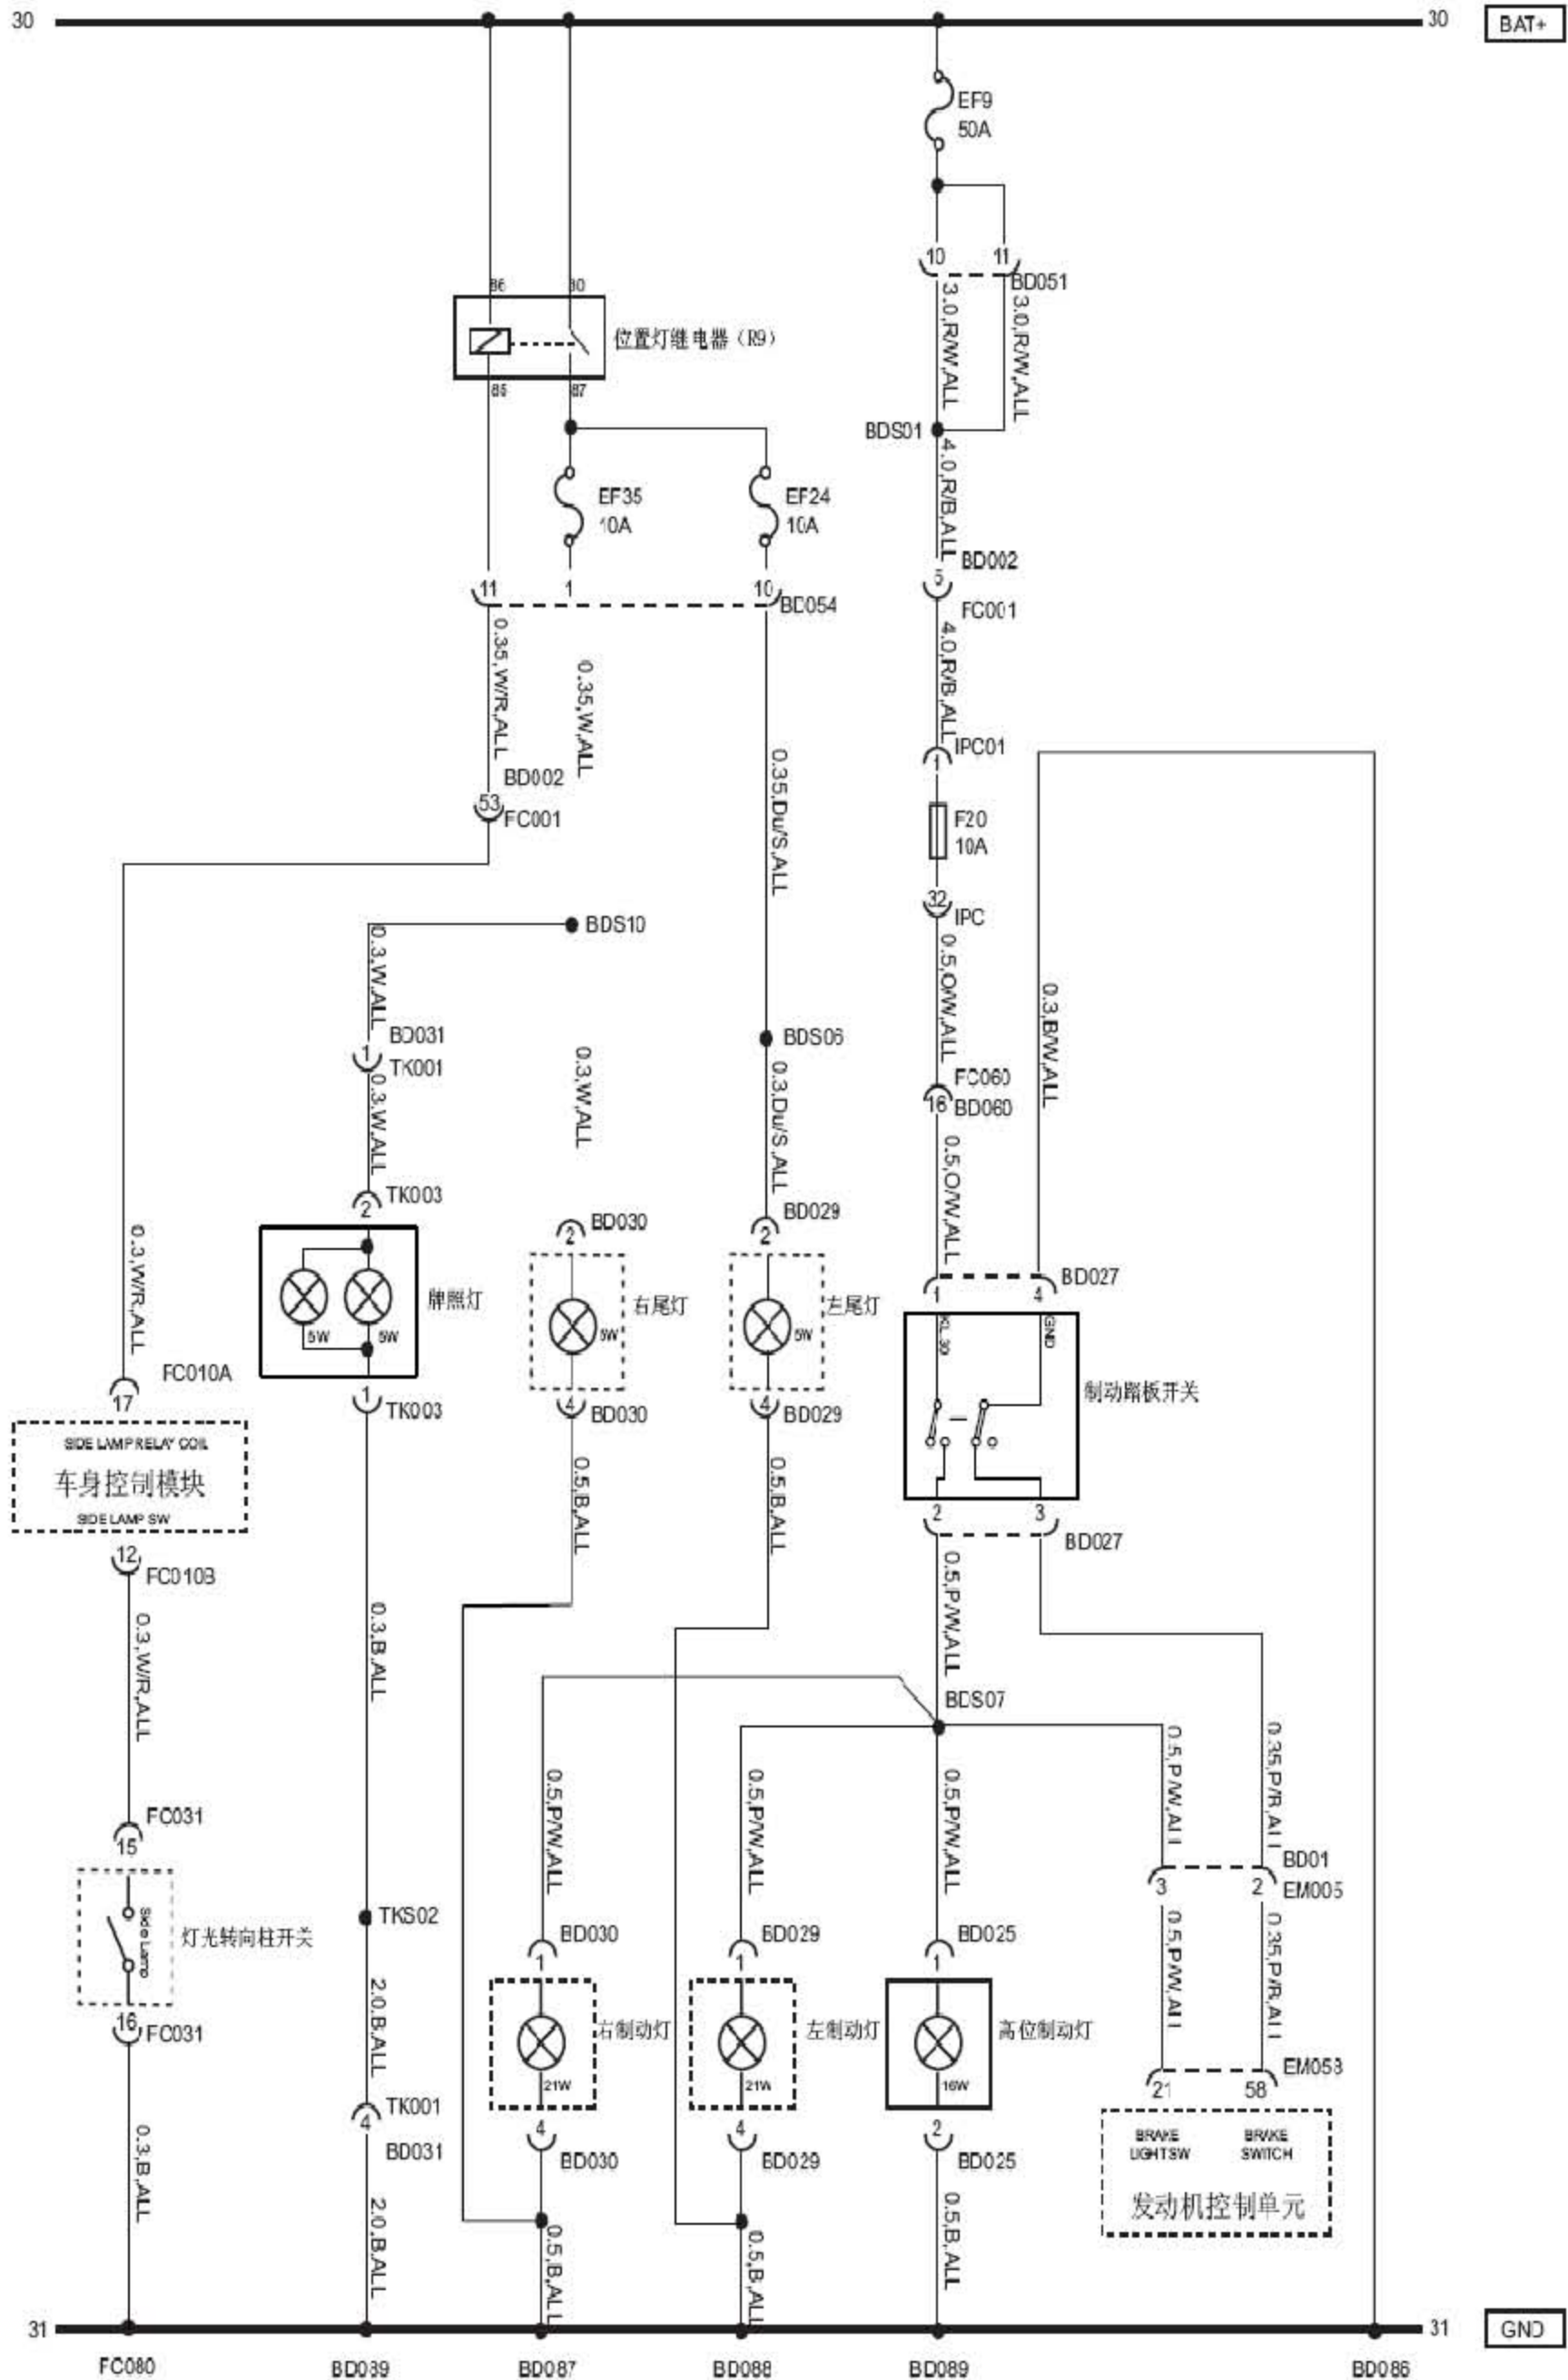 30
30
BAT+
EF9
50A
10
11
BD051
3.0,R/W,ALL
3.0,R/W,ALL
86
30
位置灯继电器（R9）
85
87
BDS01
4.0,R/B,ALL
EF35
10A
EF24
10A
BD002
5
FC001
11
1
10
BD054
0.35,W/R,ALL
0.35,W,ALL
4.0,R/B,ALL
0.35,Du/S,ALL
IPC01
1
BD002
53
FC001
F20
10A
32
IPC
BDS10
0.3,W,ALL
0.5,O/W,ALL
0.3,B/W,ALL
BD031
1
TK001
BDS06
0.3,W,ALL
0.3,W,ALL
0.3,Du/S,ALL
FC060
16
BD060
0.5,O/W,ALL
TK003
2
BD030
2
BD029
2
0.3,W/R,ALL
BD027
1
4
牌照灯
5W
5W
右尾灯
5W
左尾灯
5W
KL 30
GND
FC010A
17
1
TK003
4
BD030
4
BD029
制动踏板开关
SIDE LAMP RELAY COIL
车身控制模块
SIDE LAMP SW
0.5,B,ALL
0.5,B,ALL
2
3
BD027
12
FC010B
0.5,P/W,ALL
0.3,W/R,ALL
0.3,B,ALL
BDS07
0.5,P/W,ALL
0.5,P/W,ALL
0.5,P/W,ALL
0.5,P/W,ALL
0.35,P/B,ALL
FC031
15
BD01
3
2
EM005
TKS02
Side Lamp
灯光转向柱开关
BD030
1
BD029
1
BD025
1
0.5,P/W,ALL
0.35,P/B,ALL
2.0,B,ALL
16
FC031
右制动灯
21W
左制动灯
21W
高位制动灯
16W
EM058
21
58
TK001
4
BD031
4
BD030
4
BD029
2
BD025
BRAKE
LIGHTSW
BRAKE
SWITCH
发动机控制单元
0.3,B,ALL
2.0,B,ALL
0.5,B,ALL
0.5,B,ALL
0.5,B,ALL
31
31
GND
FC080
BD039
BD087
BD088
BD089
BD086